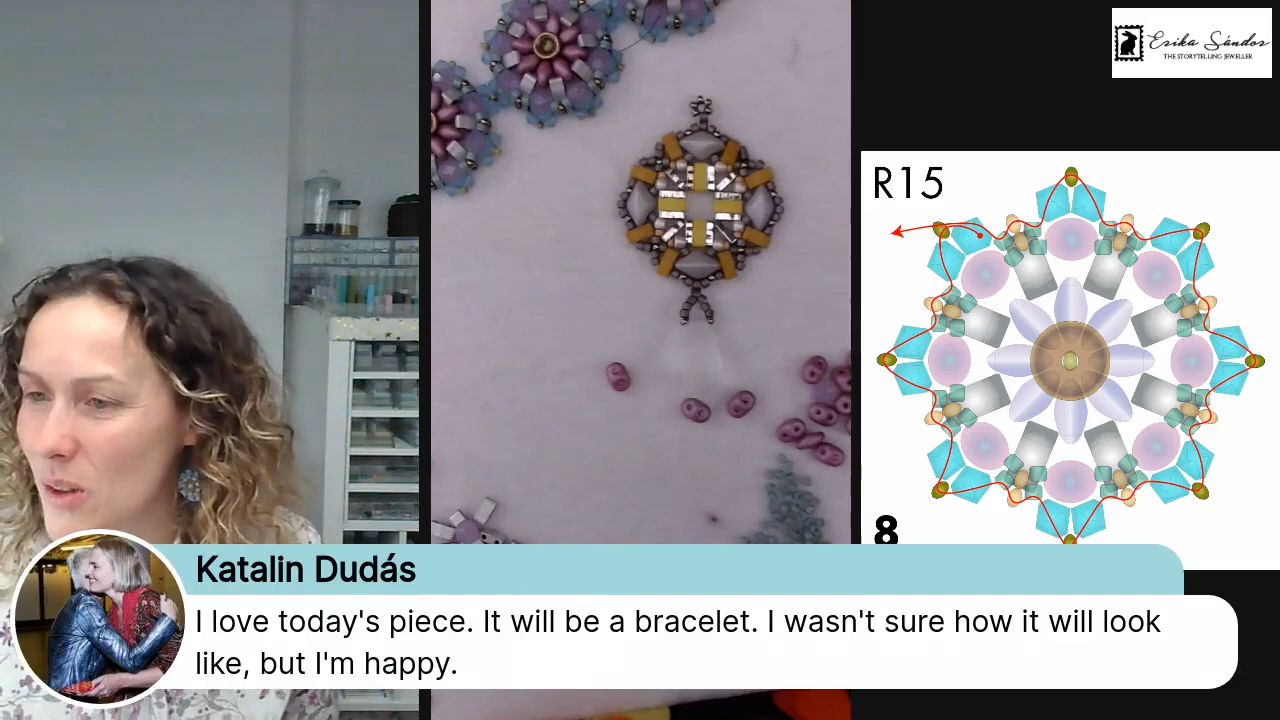 Erika Sándor
THE STORYTELLING JEWELLER
R15
8
Katalin Dudás
I love today's piece. It will be a bracelet. I wasn't sure how it will look
like, but I'm happy.